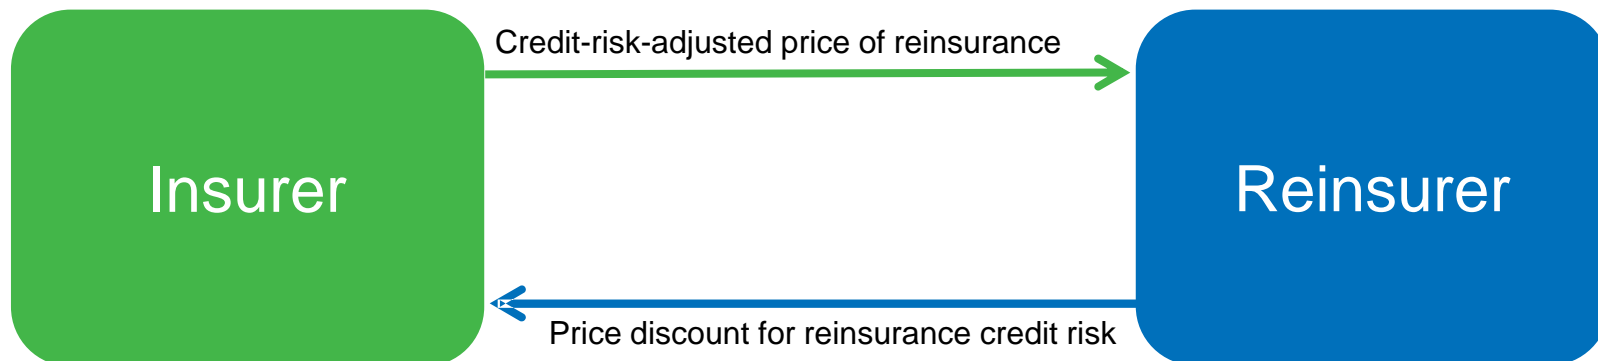 Credit-risk-adjusted price of reinsurance
Insurer
Reinsurer
Price discount for reinsurance credit risk